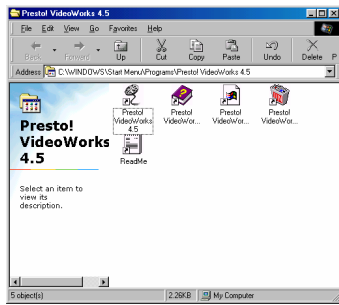 Presto! VideoWorks 4.5
File Edit View Go Favorites Help
Back Forward Up Cut Copy Paste Undo Delete P
Address C:\WINDOWS\Start Menu\Programs\Presto! VideoWorks 4.5
Presto!
VideoWorks
4.5
Select an item to
view its
description.
Presto!
VideoWorks
4.5
Presto!
VideoWor...
Presto!
VideoWor...
Presto!
VideoWor...
ReadMe
5 object(s) 2.26KB My Computer